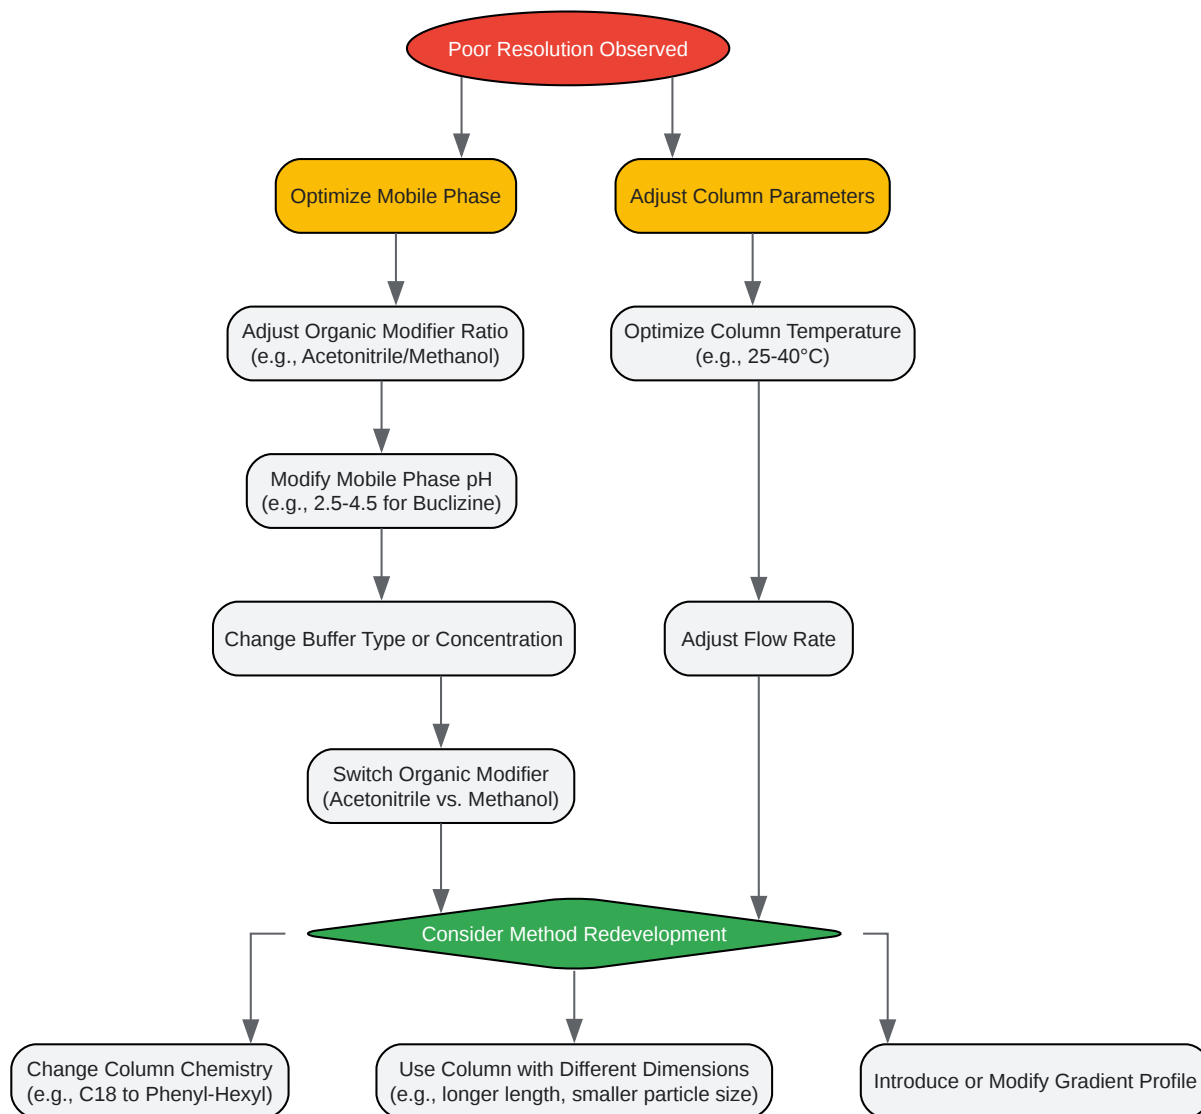 Poor Resolution Observed
Optimize Mobile Phase
Adjust Column Parameters
Adjust Organic Modifier Ratio
(e.g., Acetonitrile/Methanol)
Optimize Column Temperature
(e.g., 25-40°C)
Modify Mobile Phase pH
(e.g., 2.5-4.5 for Buclizine)
Change Buffer Type or Concentration
Adjust Flow Rate
Switch Organic Modifier
(Acetonitrile vs. Methanol)
Consider Method Redevelopment
Change Column Chemistry
(e.g., C18 to Phenyl-Hexyl)
Use Column with Different Dimensions
(e.g., longer length, smaller particle size)
Introduce or Modify Gradient Profile